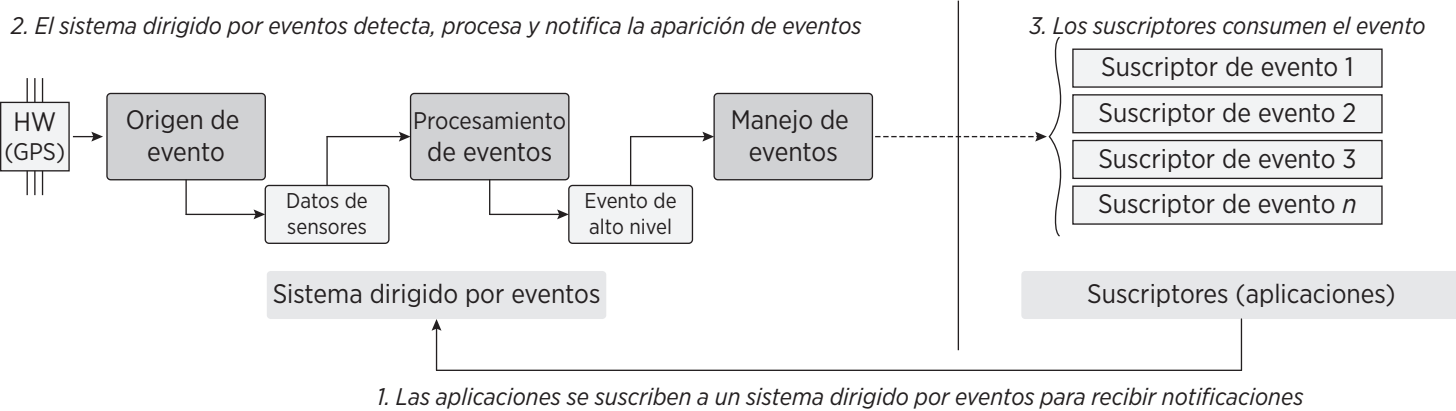 2. El sistema dirigido por eventos detecta, procesa y notifica la aparición de eventos
3. Los suscriptores consumen el evento
HW
(GPS)
Origen de
evento
Datos de
sensores
Procesamiento
de eventos
Evento de
alto nivel
Manejo de
eventos
Suscriptor de evento 1
Suscriptor de evento 2
Suscriptor de evento 3
Suscriptor de evento n
Sistema dirigido por eventos
Suscriptores (aplicaciones)
1. Las aplicaciones se suscriben a un sistema dirigido por eventos para recibir notificaciones